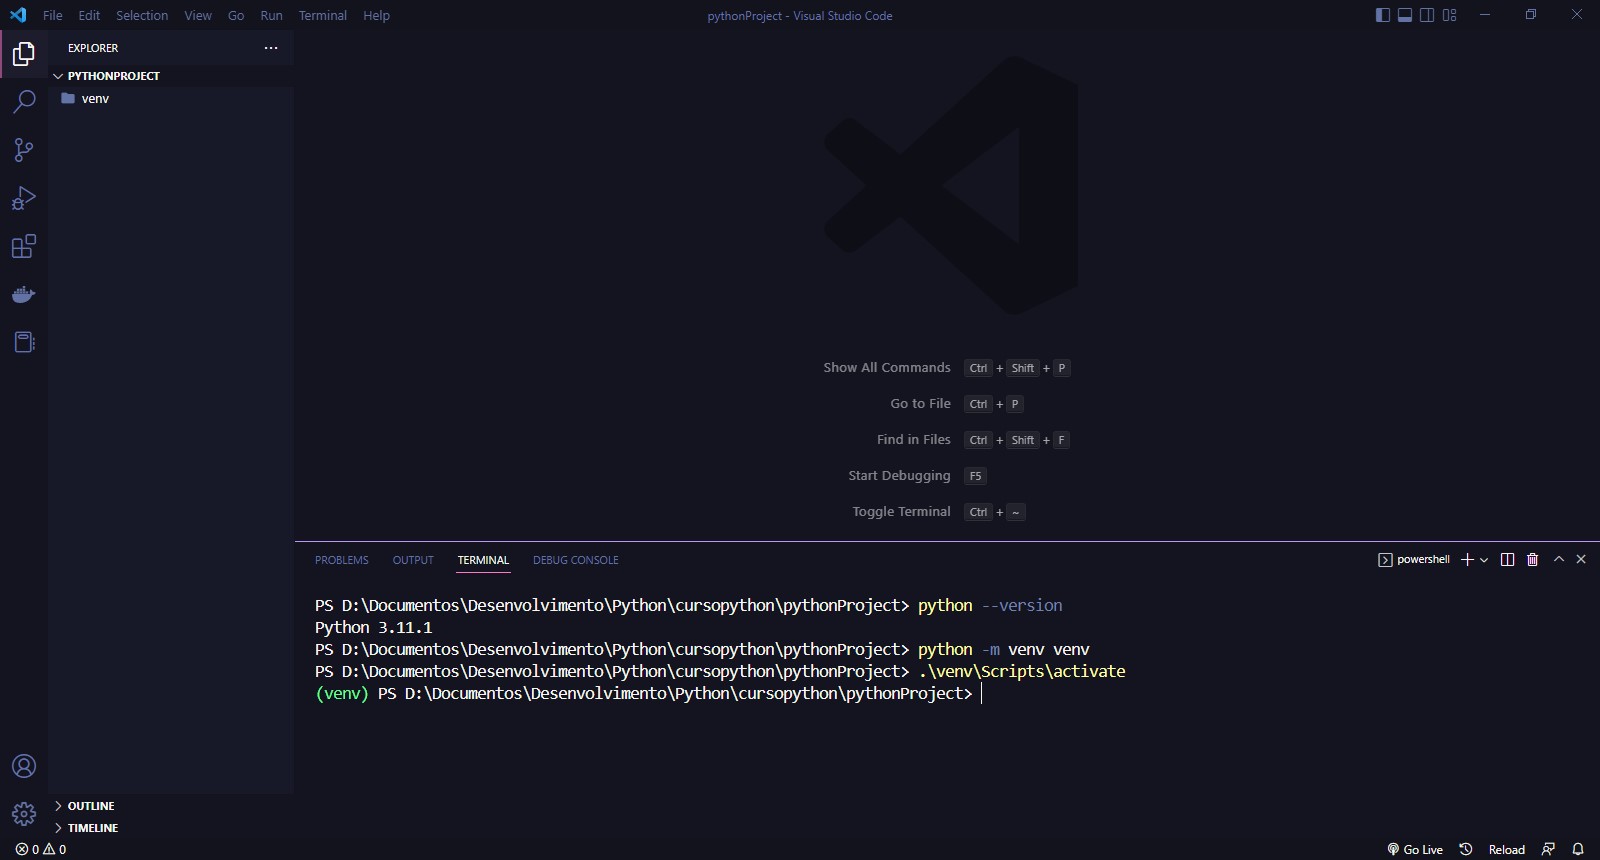 File Edit Selection View Go Run Terminal Help
pythonProject - Visual Studio Code
EXPLORER
PYTHONPROJECT
venv
Show All Commands Ctrl + Shift + P
Go to File Ctrl + P
Find in Files Ctrl + Shift + F
Start Debugging F5
Toggle Terminal Ctrl + ~
PROBLEMS OUTPUT TERMINAL DEBUG CONSOLE
powershell
PS D:\Documentos\Desenvolvimento\Python\cursopython\pythonProject> python --version
Python 3.11.1
PS D:\Documentos\Desenvolvimento\Python\cursopython\pythonProject> python -m venv venv
PS D:\Documentos\Desenvolvimento\Python\cursopython\pythonProject> .\venv\Scripts\activate
(venv) PS D:\Documentos\Desenvolvimento\Python\cursopython\pythonProject>
OUTLINE
TIMELINE
0 0
Go Live Reload